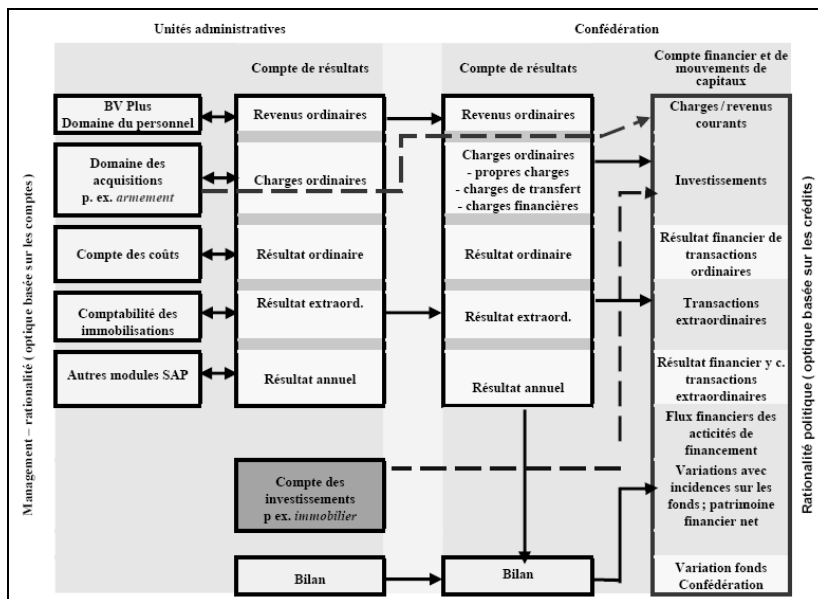 Unités administratives
Confédération
Compte de résultats
Compte de résultats
Compte financier et de
mouvements de
capitaux
Management – rationalité ( optique basée sur les comptes)
BV Plus
Domaine du personnel
Domaine des
acquisitions
p. ex. armement
Compte des coûts
Comptabilité des
immobilisations
Autres modules SAP
Revenus ordinaires
Charges ordinaires
Résultat ordinaire
Résultat extraord.
Résultat annuel
Compte des
investissements
p ex. immobilier
Bilan
Revenus ordinaires
Charges ordinaires
- propres charges
- charges de transfert
- charges financières
Résultat ordinaire
Résultat extraord.
Résultat annuel
Bilan
Charges / revenus
courants
Investissements
Résultat financier de
transactions
ordinaires
Transactions
extraordinaires
Résultat financier y c.
transactions
extraordinaires
Flux financiers des
acticités de
financement
Variations avec
incidences sur les
fonds ; patrimoine
financier net
Variation fonds
Confédération
Rationalité politique ( optique basée sur les crédits)